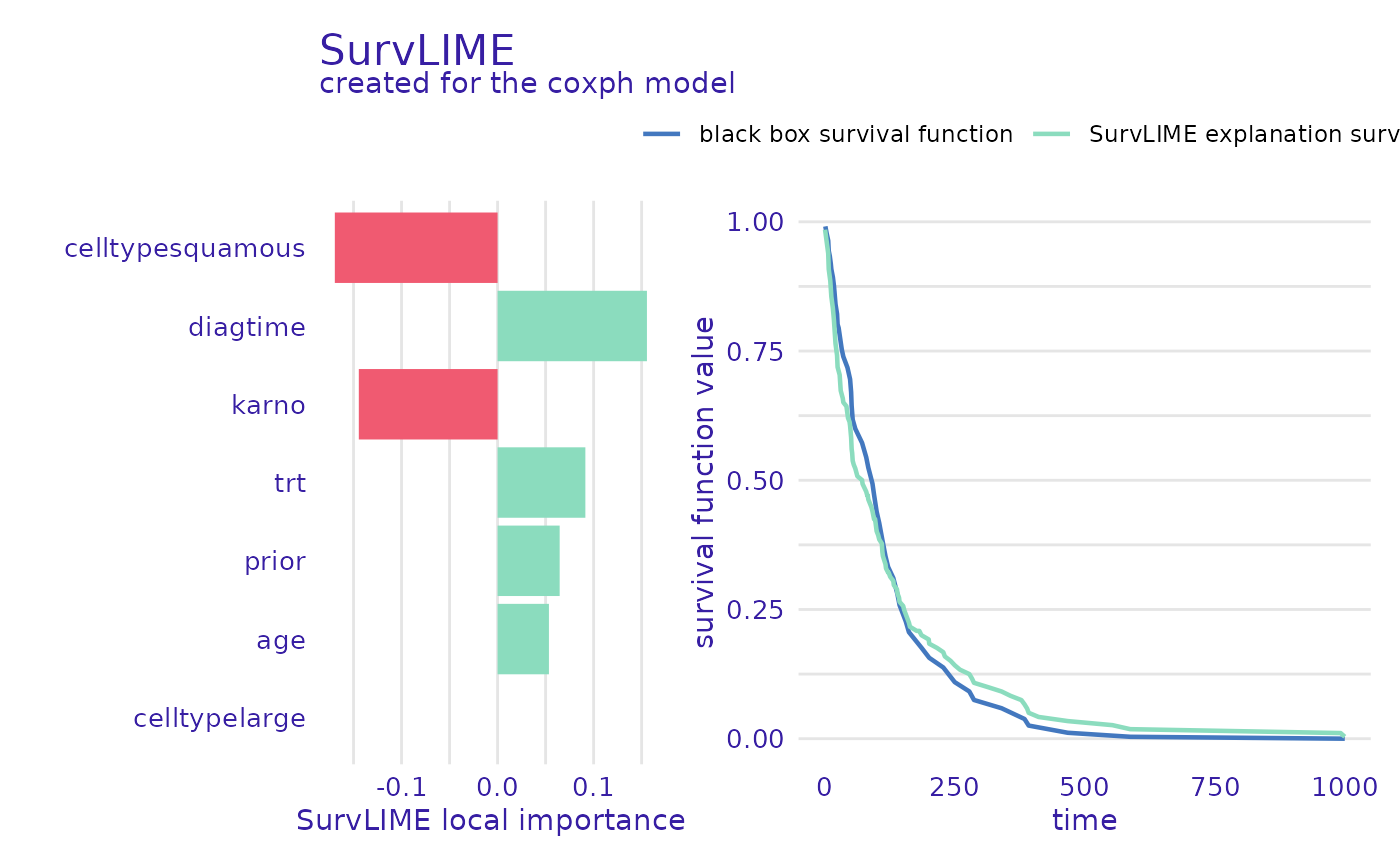 SurvLIME
created for the coxph model
black box survival function
SurvLIME explanation
celltypesquamous
diagtime
karno
trt
prior
age
celltypelarge
-0.1 0.0 0.1
SurvLIME local importance
survival function value
1.00
0.75
0.50
0.25
0.00
0 250 500 750 1000
time